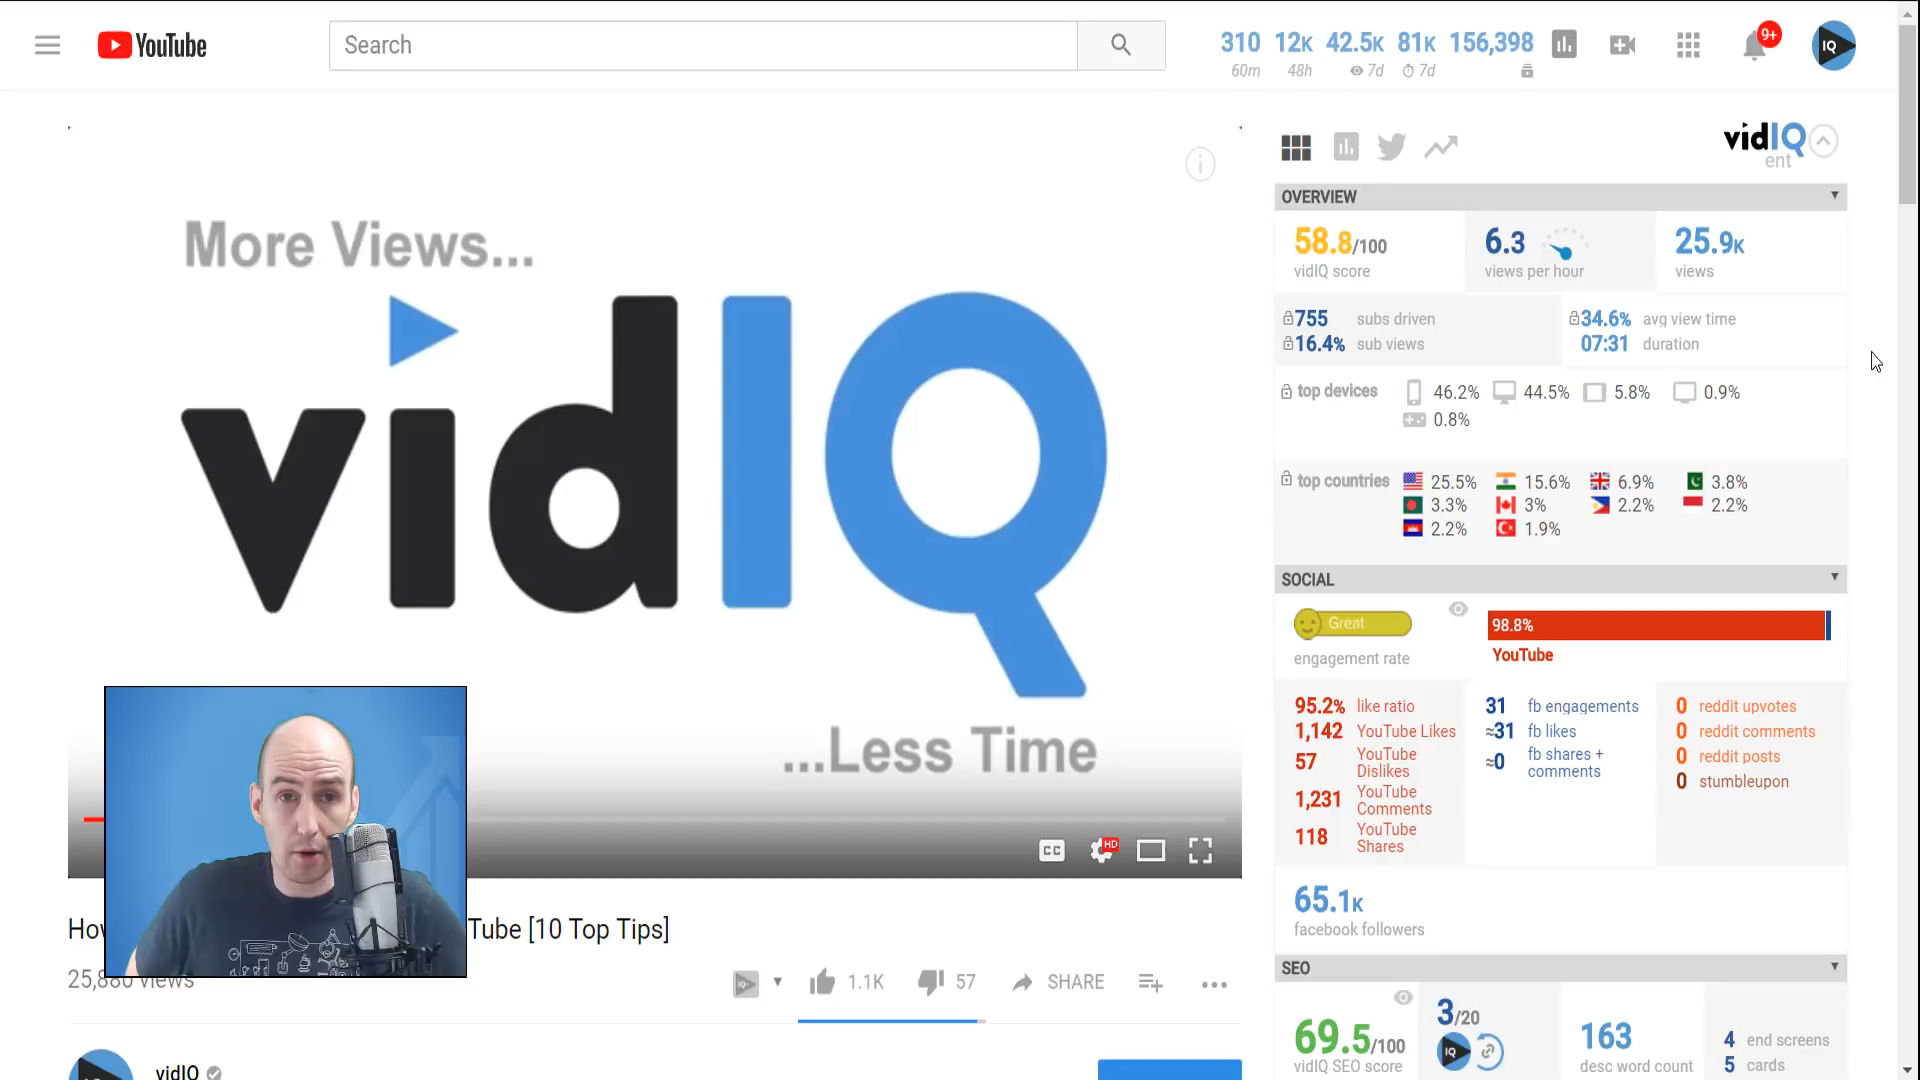 YouTube
Search
310 12K 42.5K 81K 156,398
60m 48h 7d 7d
9+
IQ
vidIQ
ent
OVERVIEW
58.8/100
vidIQ score
6.3
views per hour
25.9K
views
755 subs driven
16.4% sub views
34.6% avg view time
07:31 duration
top devices 46.2% 44.5% 5.8% 0.9%
0.8%
top countries 25.5% 15.6% 6.9% 3.8%
3.3% 3% 2.2% 2.2%
2.2% 1.9%
SOCIAL
Great
engagement rate
98.8%
YouTube
95.2% like ratio
1,142 YouTube Likes
57 YouTube
Dislikes
1,231 YouTube
Comments
118 YouTube
Shares
31 fb engagements
≈31 fb likes
≈0 fb shares +
comments
0 reddit upvotes
0 reddit comments
0 reddit posts
0 stumbleupon
65.1K
facebook followers
SEO
69.5/100
vidIQ SEO score
3/20
IQ
163
desc word count
4 end screens
5 cards
More Views...
vidIQ
...Less Time
CC
HD
Tube [10 Top Tips]
25,880 views
IQ
1.1K
57
SHARE
vidIQ